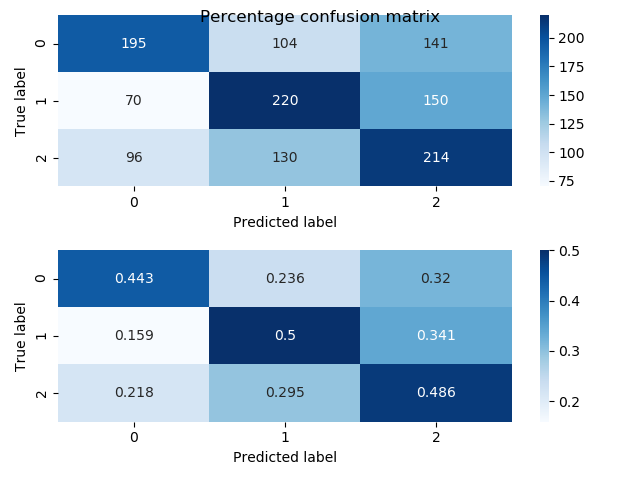 Percentage confusion matrix
True label
0 195 104 141
1 70 220 150
2 96 130 214
0 1 2
Predicted label
200
175
150
125
100
75
True label
0 0.443 0.236 0.32
1 0.159 0.5 0.341
2 0.218 0.295 0.486
0 1 2
Predicted label
0.5
0.4
0.3
0.2